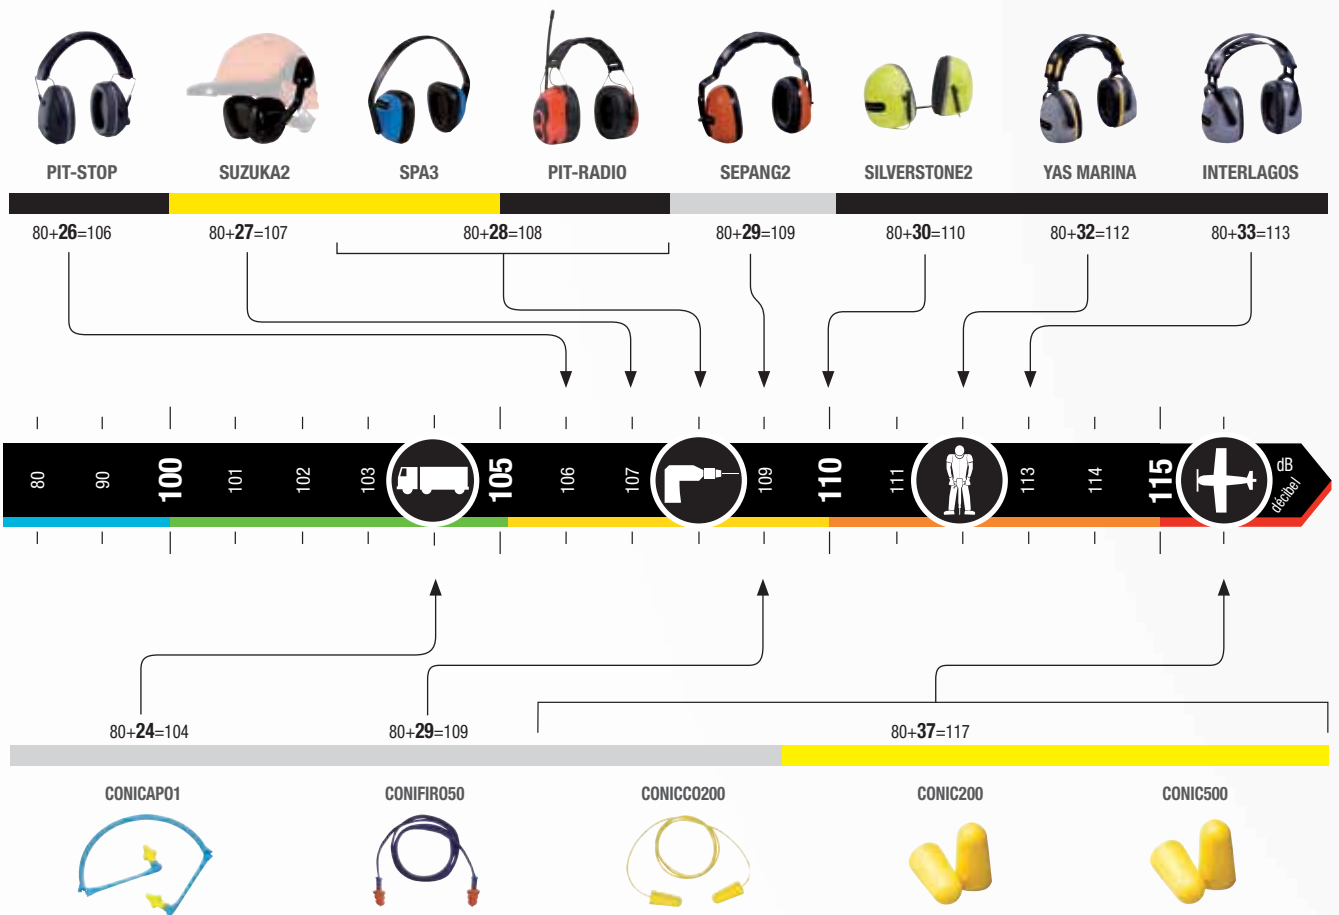 PIT-STOP SUZUKA2 SPA3 PIT-RADIO SEPANG2 SILVERSTONE2 YAS MARINA INTERLAGOS
80+26=106 80+27=107 80+28=108 80+29=109 80+30=110 80+32=112 80+33=113
80 90 100 101 102 103 105 106 107 109 110 111 113 114 115 dB
décibel
80+24=104 80+29=109 80+37=117
CONICAP01 CONIFIR050 CONICCO200 CONIC200 CONIC500